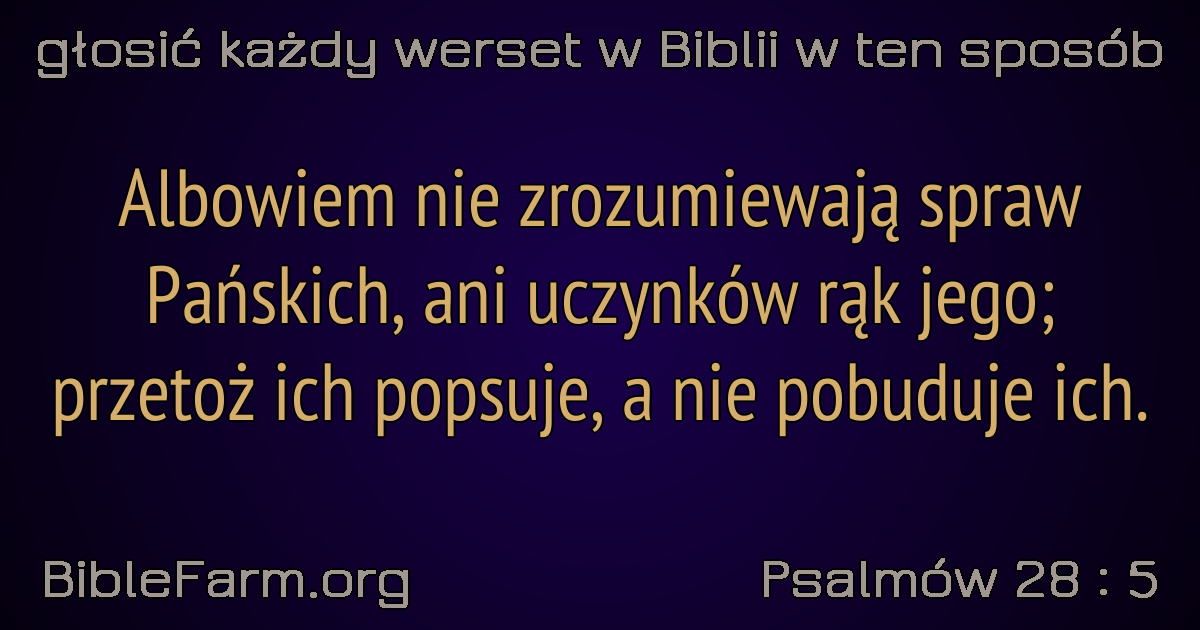 głosić każdy werset w Biblii w ten sposób
Albowiem nie zrozumiewają spraw
Pańskich, ani uczynków rąk jego;
przetoż ich popsuje, a nie pobuduje ich.
BibleFarm.org
Psalmów 28 : 5